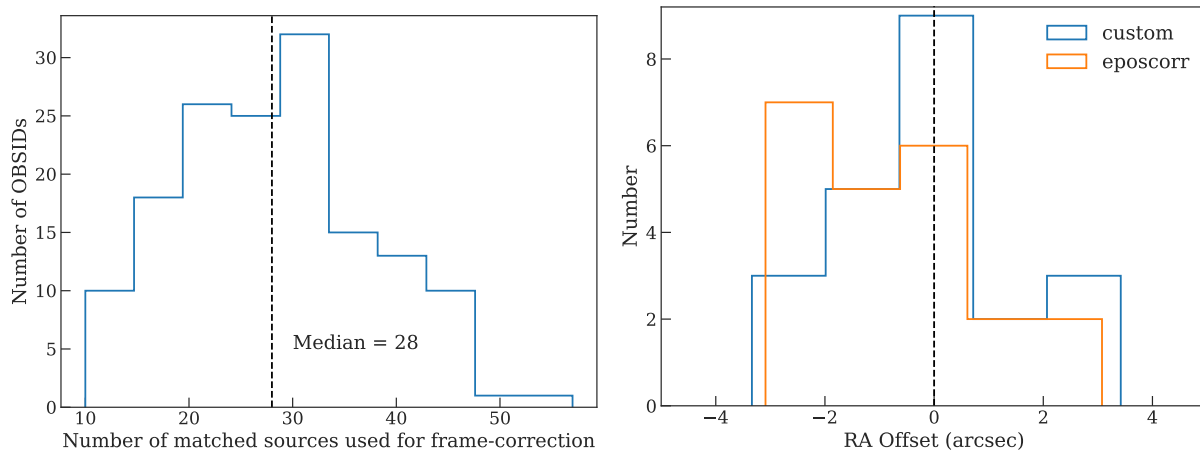 Number of OBSIDs
30
25
20
15
10
5
0
Median = 28
10 20 30 40 50
Number of matched sources used for frame-correction
Number
8
6
4
2
0
custom
eposcorr
−4 −2 0 2 4
RA Offset (arcsec)